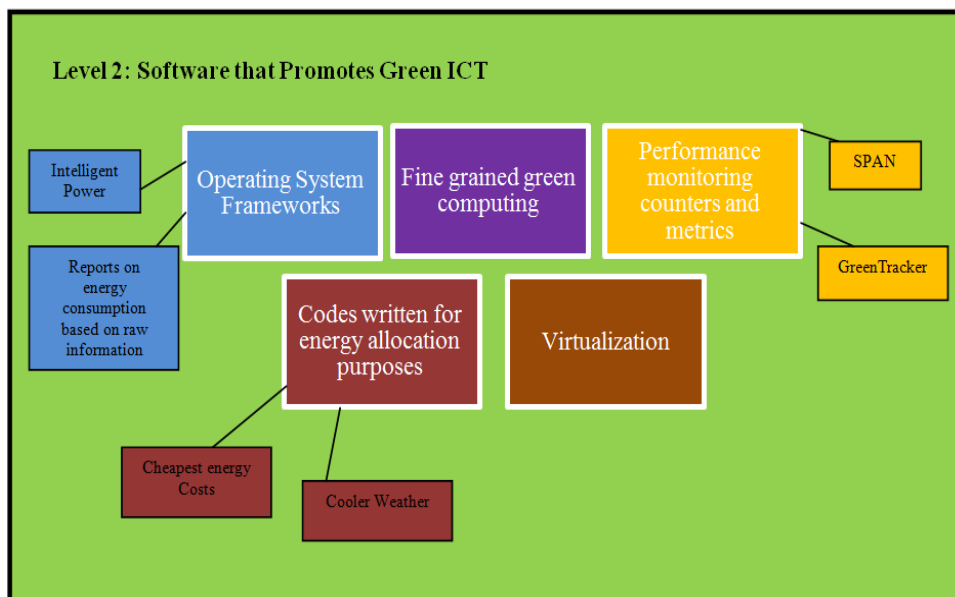 Level 2: Software that Promotes Green ICT
Intelligent
Power
Operating System
Frameworks
Fine grained green
computing
Performance
monitoring
counters and
metrics
SPAN
Reports on
energy
consumption
based on raw
information
GreenTracker
Codes written for
energy allocation
purposes
Virtualization
Cheapest energy
Costs
Cooler Weather